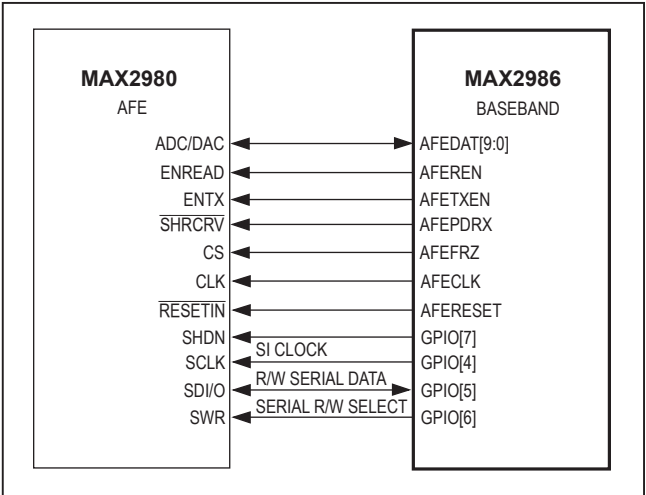 MAX2980 MAX2986
AFE BASEBAND
ADC/DAC AFEDAT[9:0]
ENREAD AFEREN
ENTX AFETXEN
SHRCRV AFEPDRX
CS AFEFRZ
CLK AFECLK
RESETIN AFERESET
SHDN GPIO[7]
SCLK SI CLOCK GPIO[4]
SDI/O R/W SERIAL DATA GPIO[5]
SWR SERIAL R/W SELECT GPIO[6]